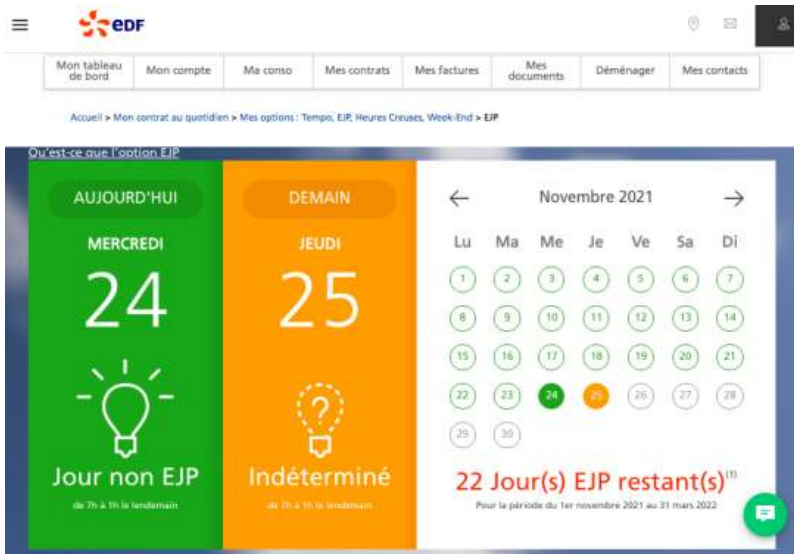 eDF
Mon tableau de bord
Mon compte
Ma conso
Mes contrats
Mes factures
Mes documents
Déménager
Mes contacts
Accueil > Mon contrat au quotidien > Mes options : Tempo, EJP, Heures Creuses, Week-End > EJP
Qu'est-ce que l'option EJP
AUJOURD'HUI
MERCREDI
24
Jour non EJP
de 7h à 1h le lendemain
DEMAIN
JEUDI
25
?
Indéterminé
de 7h à 1h le lendemain
← Novembre 2021 →
Lu Ma Me Je Ve Sa Di
1 2 3 4 5 6 7
8 9 10 11 12 13 14
15 16 17 18 19 20 21
22 23 24 25 26 27 28
29 30
22 Jour(s) EJP restant(s)(1)
Pour la période du 1er novembre 2021 au 31 mars 2022